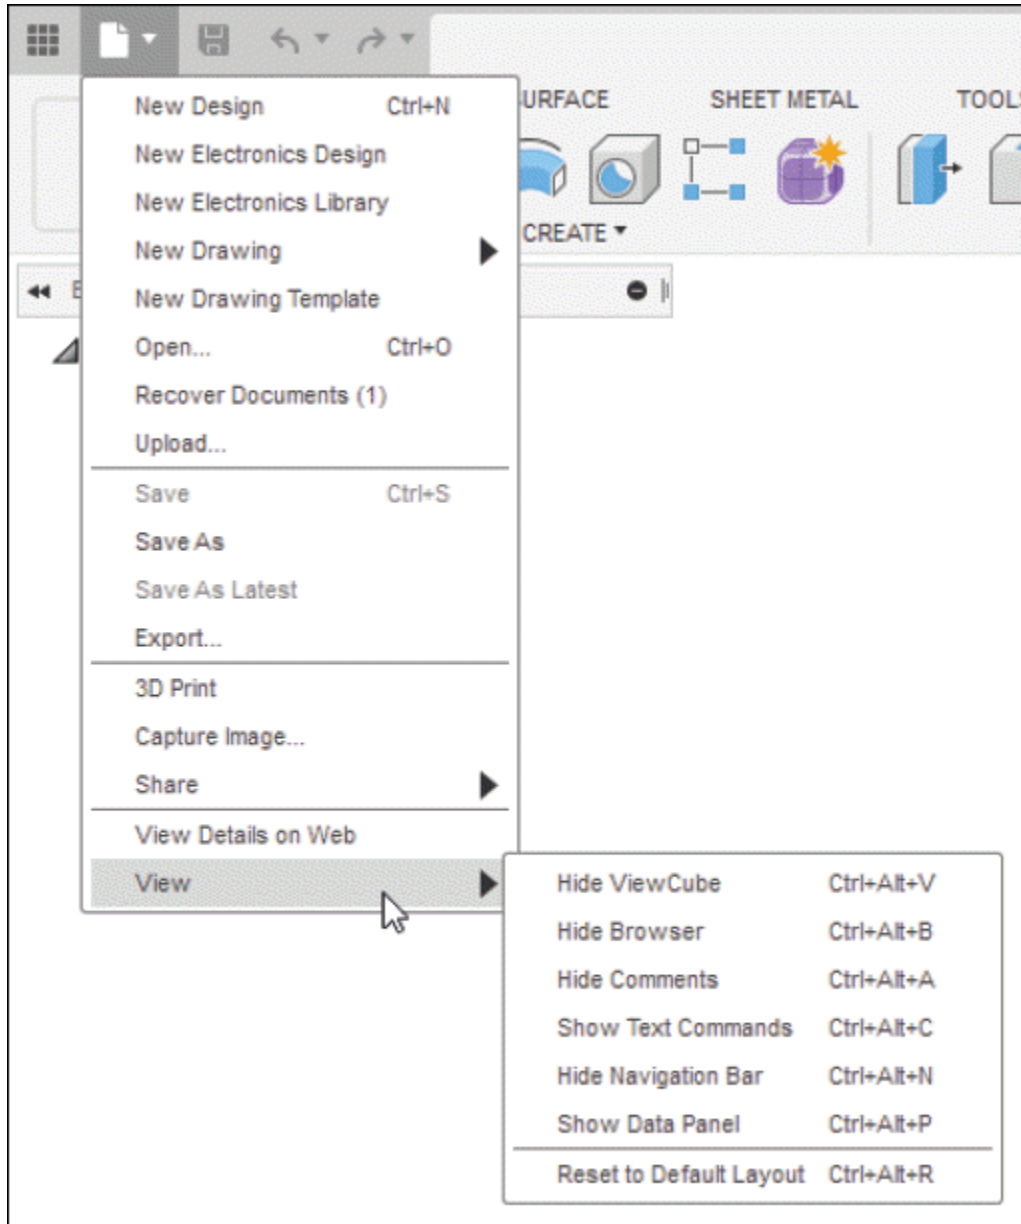 SURFACE SHEET METAL TOOLS
CREATE
New Design Ctrl+N
New Electronics Design
New Electronics Library
New Drawing
New Drawing Template
Open... Ctrl+O
Recover Documents (1)
Upload...
Save Ctrl+S
Save As
Save As Latest
Export...
3D Print
Capture Image...
Share
View Details on Web
View
Hide ViewCube Ctrl+Alt+V
Hide Browser Ctrl+Alt+B
Hide Comments Ctrl+Alt+A
Show Text Commands Ctrl+Alt+C
Hide Navigation Bar Ctrl+Alt+N
Show Data Panel Ctrl+Alt+P
Reset to Default Layout Ctrl+Alt+R